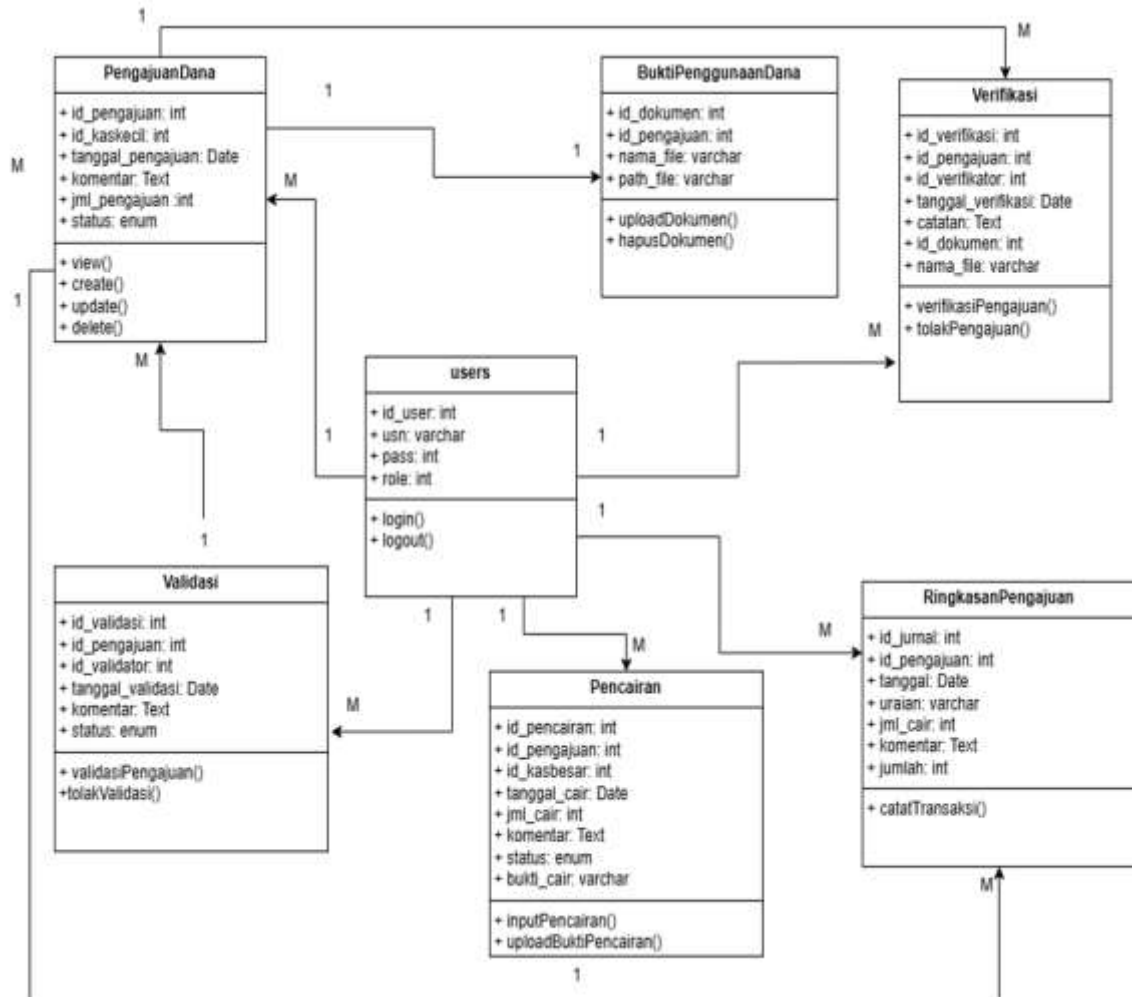 1
M
PengajuanDana
+ id_pengajuan: int
+ id_kaskecil: int
+ tanggal_pengajuan: Date
+ komentar: Text
+ jml_pengajuan :int
+ status: enum
+ view()
+ create()
+ update()
+ delete()
1
1
M
M
1
M
BuktiPenggunaanDana
+ id_dokumen: int
+ id_pengajuan: int
+ nama_file: varchar
+ path_file: varchar
+ uploadDokumen()
+ hapusDokumen()
Verifikasi
+ id_verifikasi: int
+ id_pengajuan: int
+ id_verifikator: int
+ tanggal_verifikasi: Date
+ catatan: Text
+ id_dokumen: int
+ nama_file: varchar
+ verifikasiPengajuan()
+ tolakPengajuan()
M
users
+ id_user: int
+ usn: varchar
+ pass: int
+ role: int
+ login()
+ logout()
1
1
1
1
1
1
Validasi
+ id_validasi: int
+ id_pengajuan: int
+ id_validator: int
+ tanggal_validasi: Date
+ komentar: Text
+ status: enum
+ validasiPengajuan()
+tolakValidasi()
M
M
Pencairan
+ id_pencairan: int
+ id_pengajuan: int
+ id_kasbesar: int
+ tanggal_cair: Date
+ jml_cair: int
+ komentar: Text
+ status: enum
+ bukti_cair: varchar
+ inputPencairan()
+ uploadBuktiPencairan()
1
M
RingkasanPengajuan
+ id_jurnal: int
+ id_pengajuan: int
+ tanggal: Date
+ uraian: varchar
+ jml_cair: int
+ komentar: Text
+ jumlah: int
+ catatTransaksi()
M